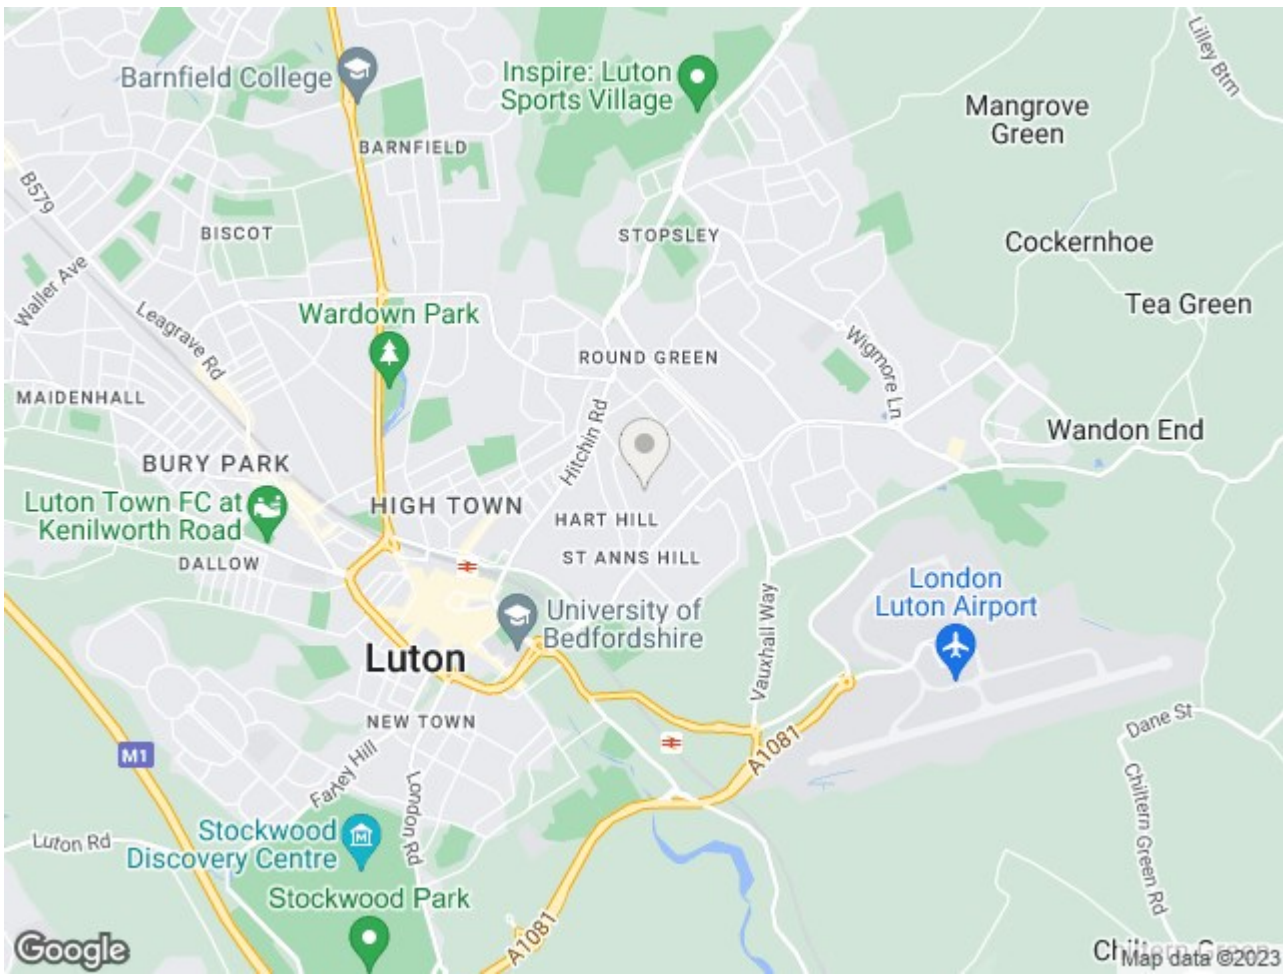 Barnfield College
Inspire: Luton
Sports Village
Lilley Btm
Mangrove
Green
BARNFIELD
B579
BISCOT
STOPSLEY
Cockernhoe
Waller Ave
Leagrave Rd
Wardown Park
Tea Green
ROUND GREEN
Wigmore Ln
MAIDENHALL
Hitchin Rd
Wandon End
BURY PARK
Luton Town FC at
Kenilworth Road
HIGH TOWN
HART HILL
DALLOW
ST ANNS HILL
London
Luton Airport
University of
Bedfordshire
Vauxhall Way
Luton
NEW TOWN
Dane St
M1
A1081
Farley Hill
London Rd
Chiltern Green Rd
Luton Rd
Stockwood
Discovery Centre
Stockwood Park
A1081
Google
Chiltern Green
Map data ©2023